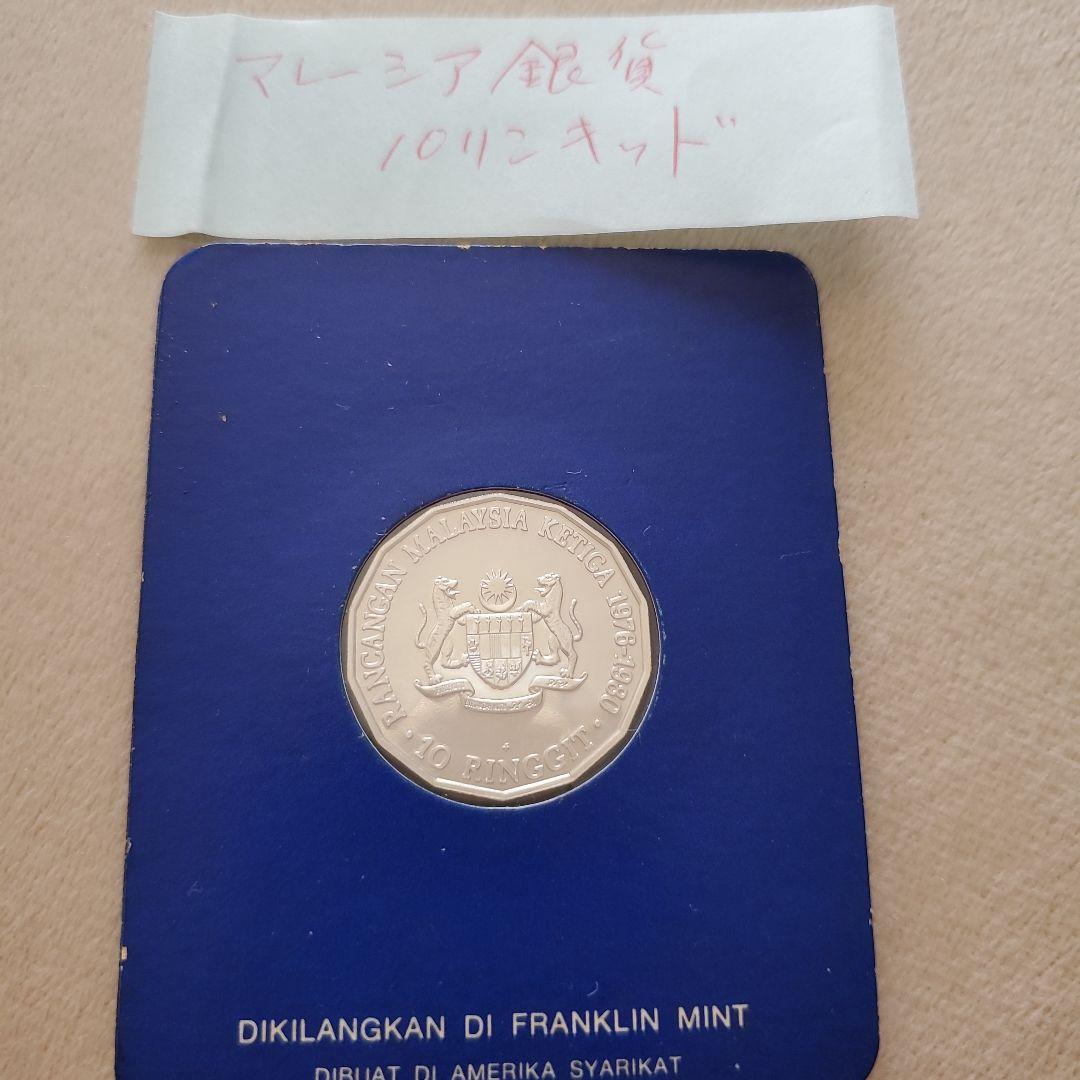 マレーシア銀貨
10リンキッド
RANCANGAN MALAYSIA KETIGA 1976-1980
· 10 RINGGIT ·
DIKILANGKAN DI FRANKLIN MINT
DIBUAT DI AMERIKA SYARIKAT